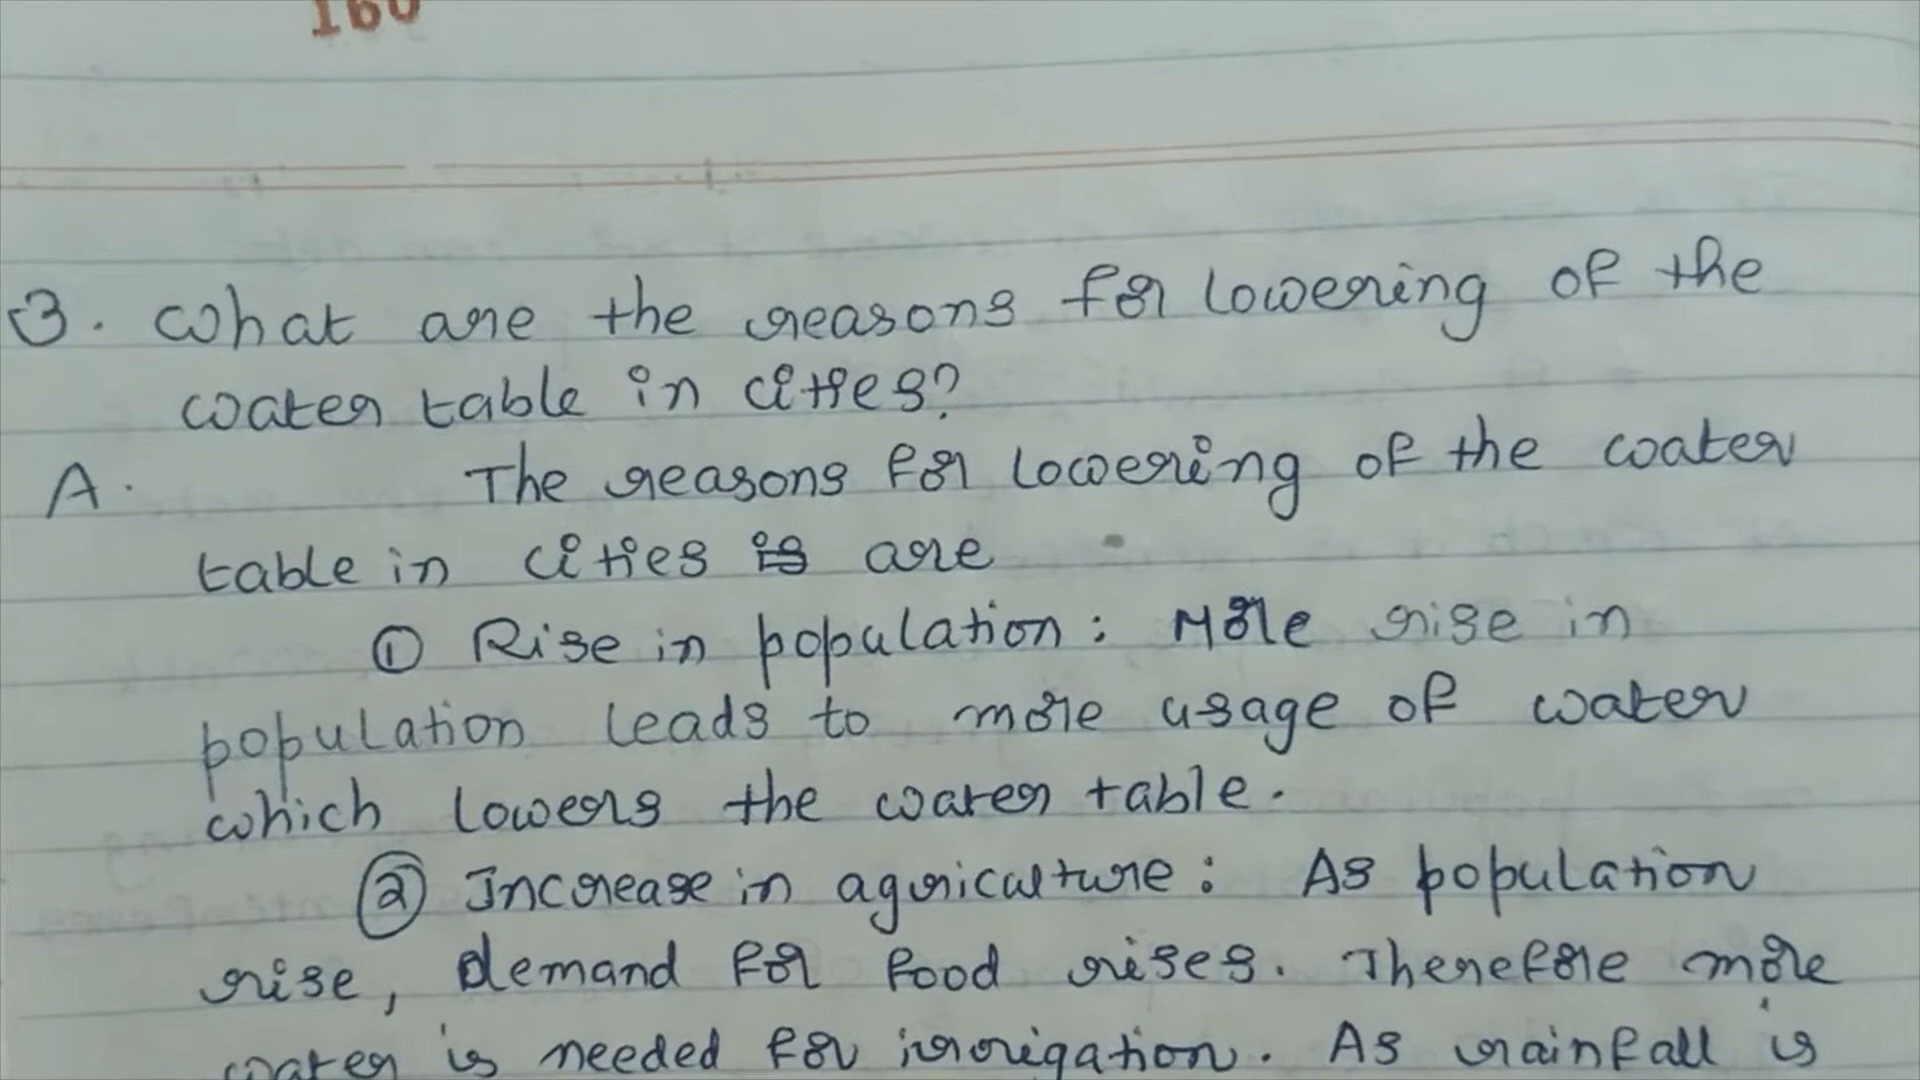 160
3. What are the reasons for lowering of the
water table in cities?
A. The reasons for lowering of the water
table in cities is are
① Rise in population: More rise in
population leads to more usage of water
which lowers the water table.
② Increase in agriculture: As population
rise, demand for food rises. Therefore more
water is needed for irrorigation. As rainfall is